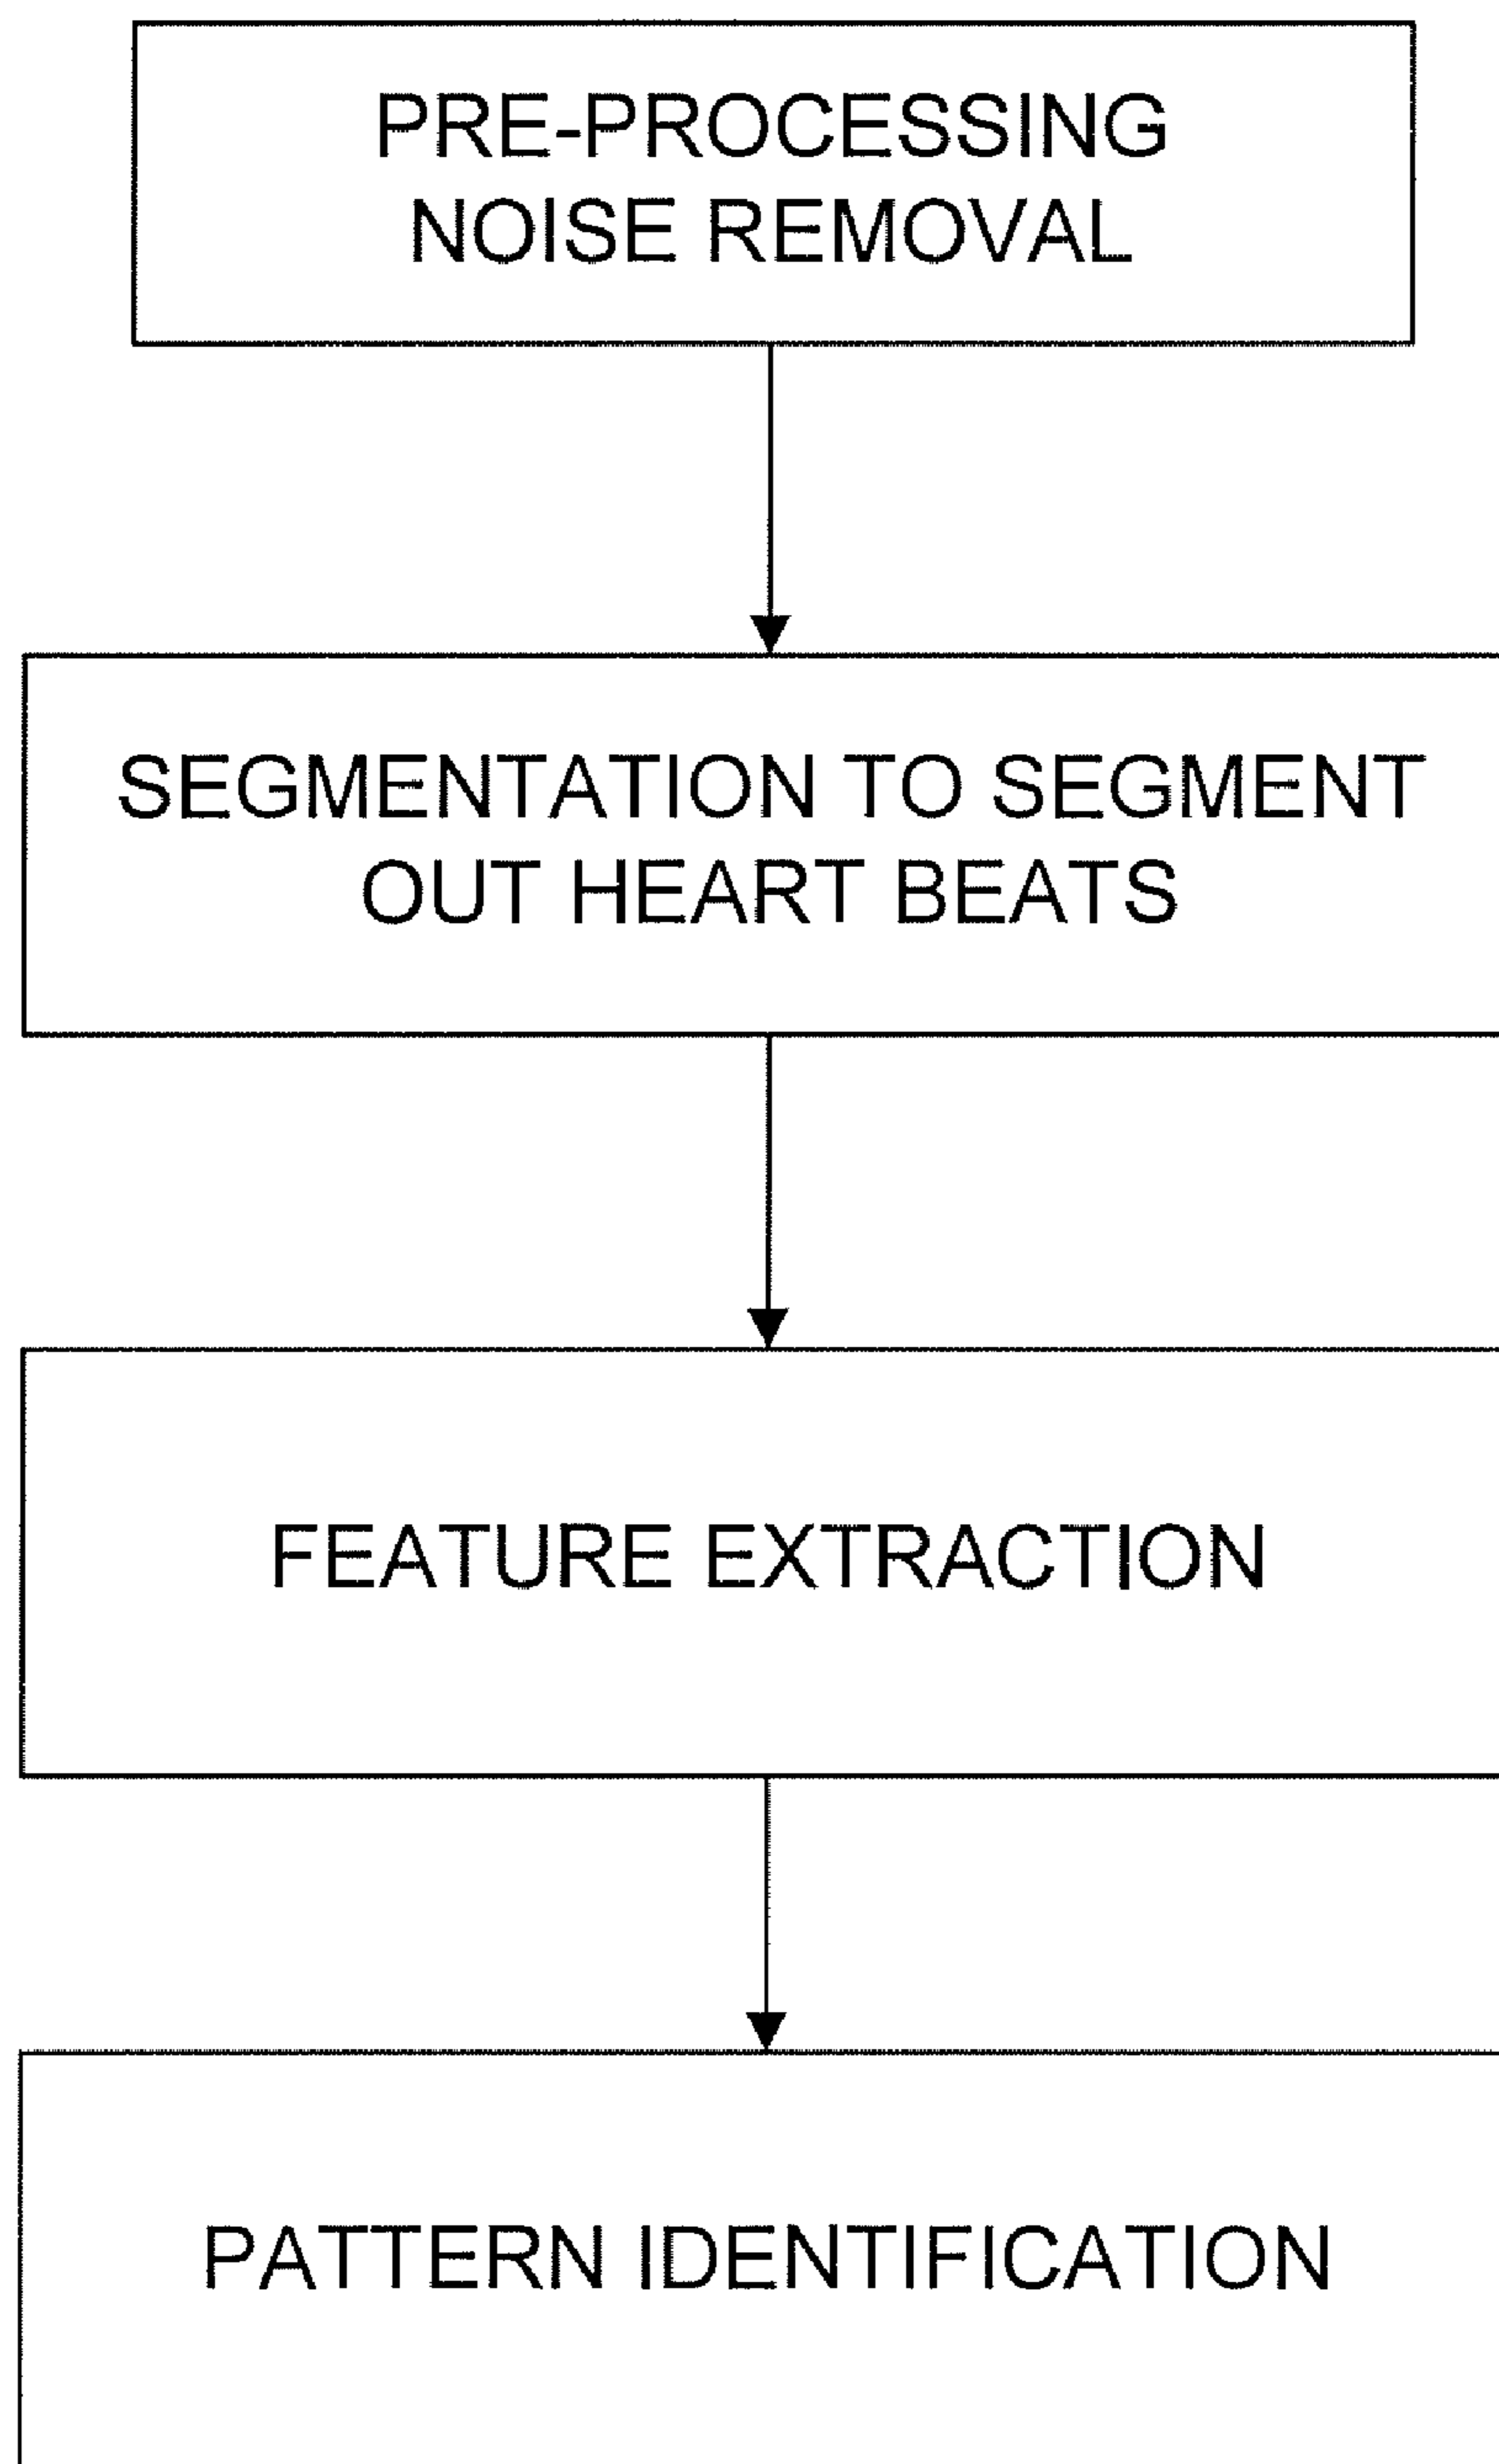 PRE-PROCESSING
NOISE REMOVAL
SEGMENTATION TO SEGMENT
OUT HEART BEATS
FEATURE EXTRACTION
PATTERN IDENTIFICATION